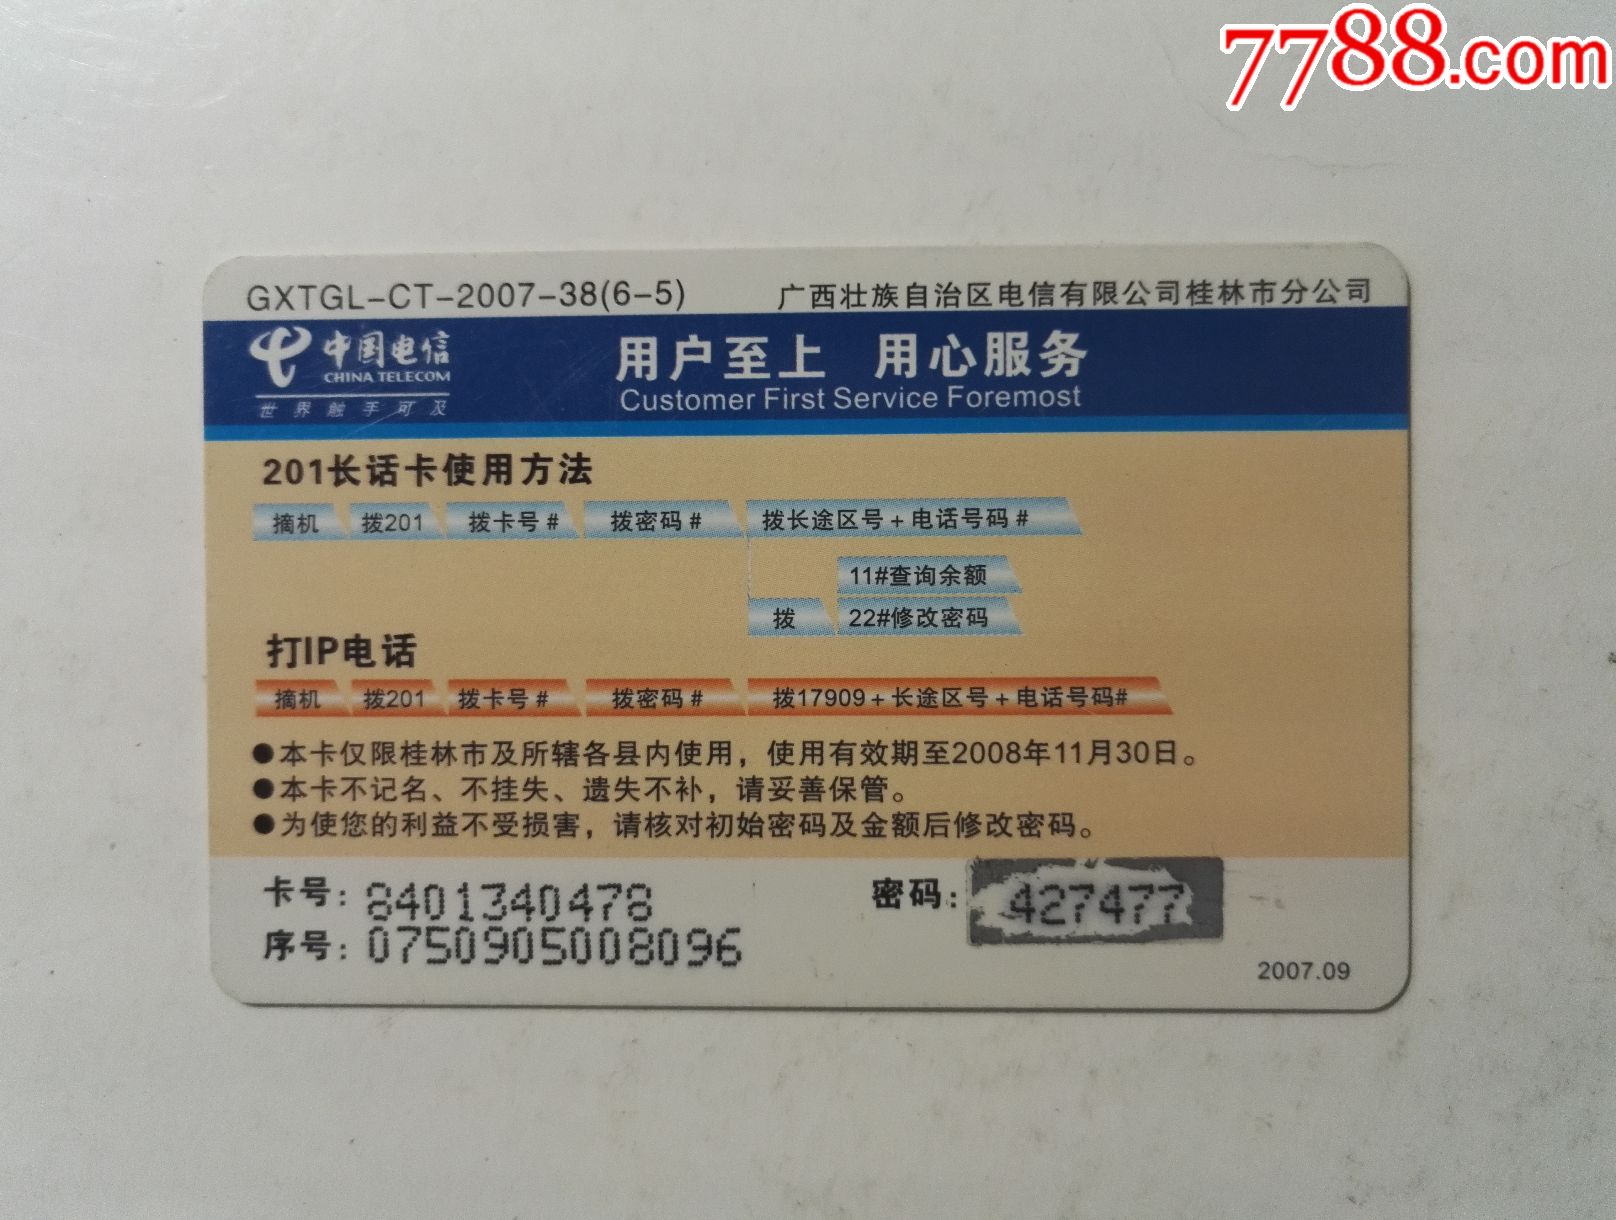 7788.com
GXTGL-CT-2007-38(6-5) 广西壮族自治区电信有限公司桂林市分公司
中国电信 用户至上 用心服务
CHINA TELECOM Customer First Service Foremost
世界触手可及
201长话卡使用方法
摘机 拨201 拨卡号# 拨密码# 拨长途区号+电话号码#
11#查询余额
拨 22#修改密码
打IP电话
摘机 拨201 拨卡号# 拨密码# 拨17909+长途区号+电话号码#
●本卡仅限桂林市及所辖各县内使用，使用有效期至2008年11月30日。
●本卡不记名、不挂失、遗失不补，请妥善保管。
●为使您的利益不受损害，请核对初始密码及金额后修改密码。
卡号：8401340478 密码：427477
序号：0750905008096
2007.09